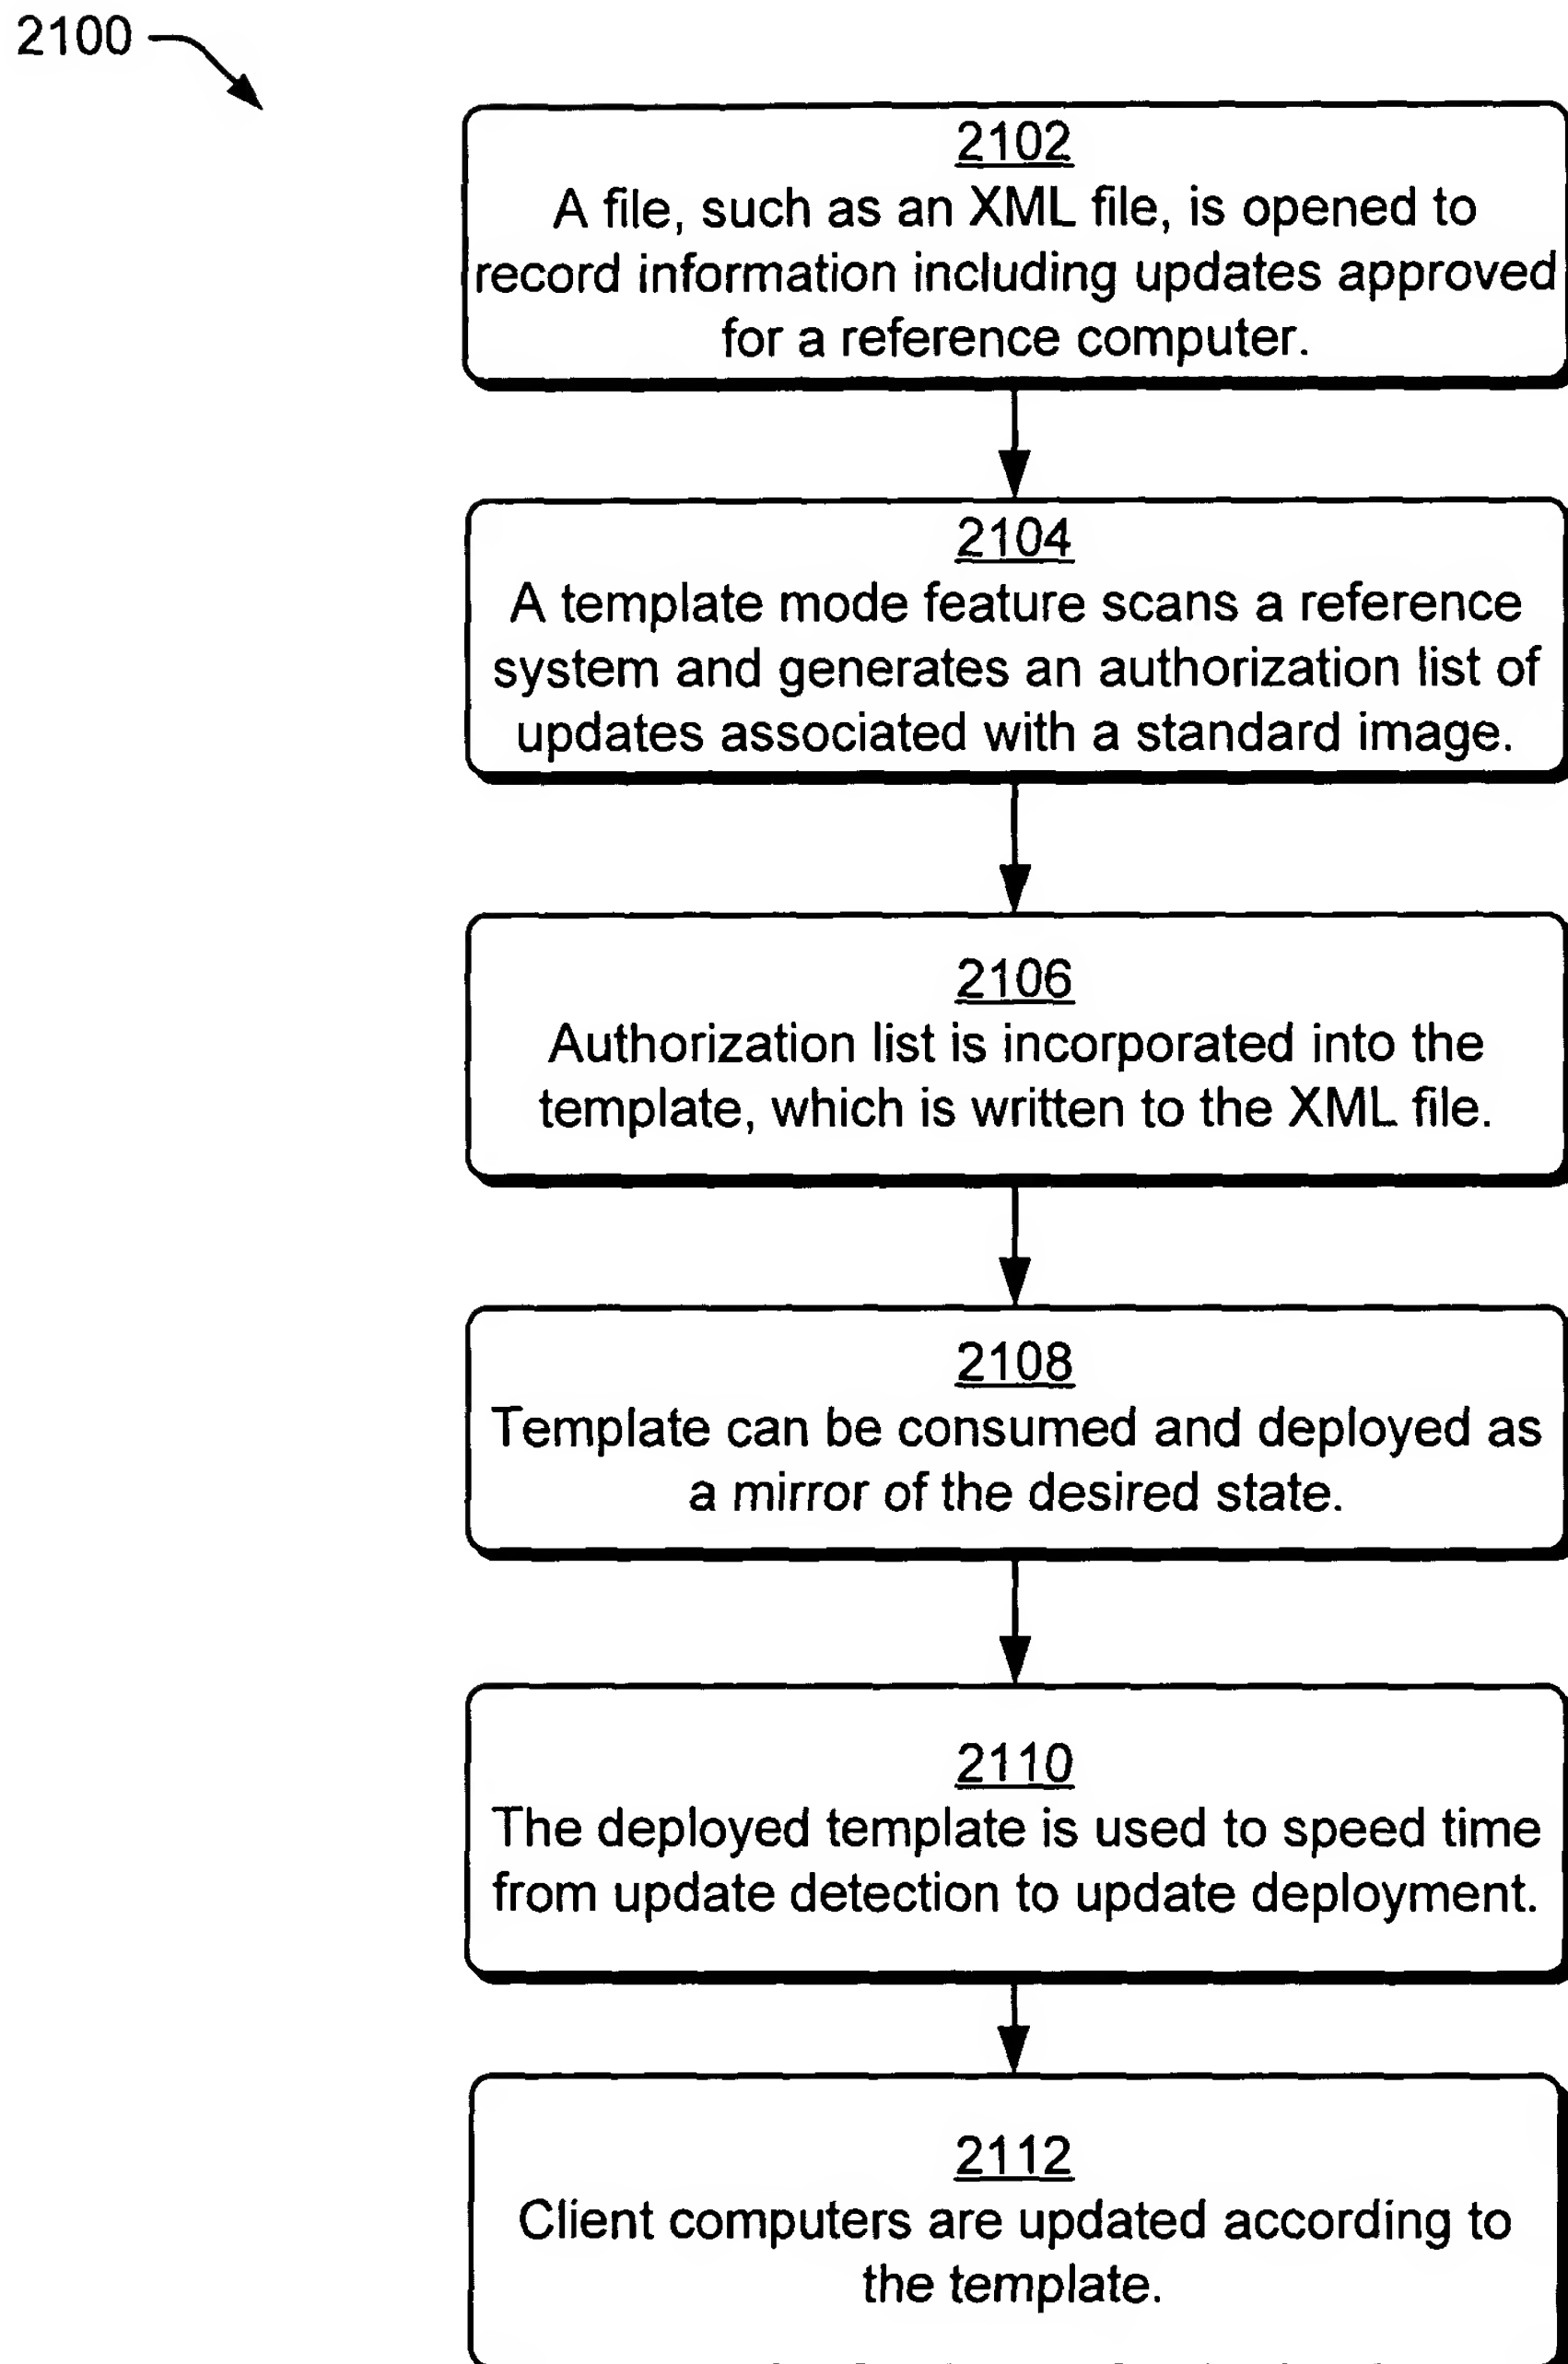 2100
2102
A file, such as an XML file, is opened to
record information including updates approved
for a reference computer.
2104
A template mode feature scans a reference
system and generates an authorization list of
updates associated with a standard image.
2106
Authorization list is incorporated into the
template, which is written to the XML file.
2108
Template can be consumed and deployed as
a mirror of the desired state.
2110
The deployed template is used to speed time
from update detection to update deployment.
2112
Client computers are updated according to
the template.